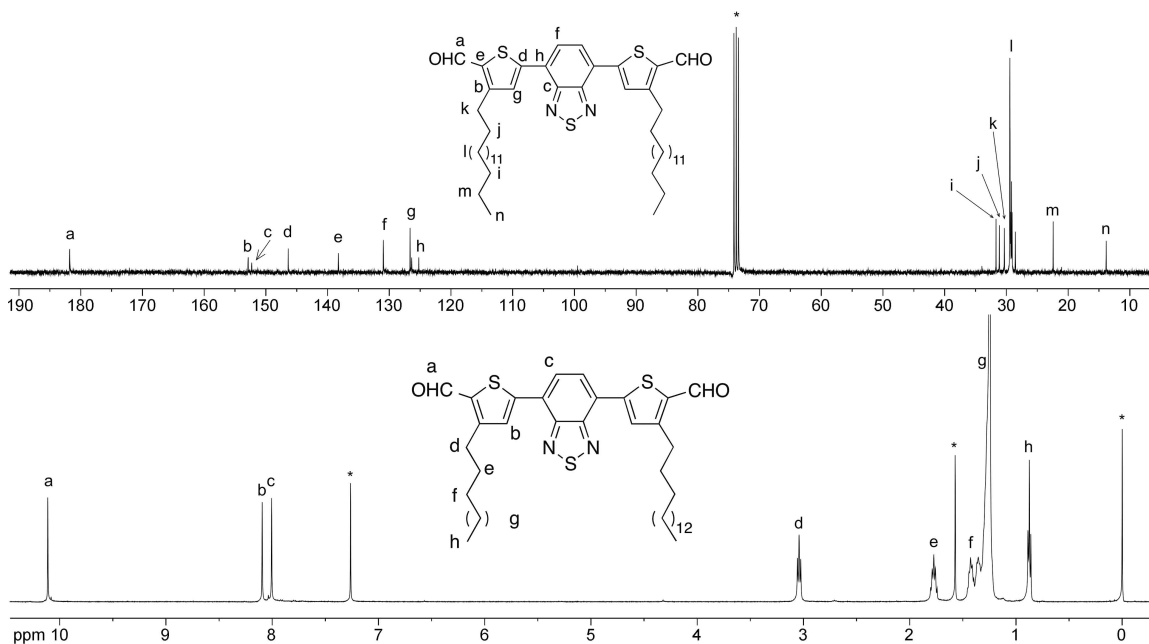 *
a f l
OHC e S d h S CHO
b g c N N k
k S
j j
l ( )11 ( )11 i
i
m g m
a n f n
b c d e h
190 180 170 160 150 140 130 120 110 100 90 80 70 60 50 40 30 20 10
a c g
OHC S S CHO
b N N *
d S
e * h
a b c * f d
( ) g ( )12 e f
h
ppm 10 9 8 7 6 5 4 3 2 1 0